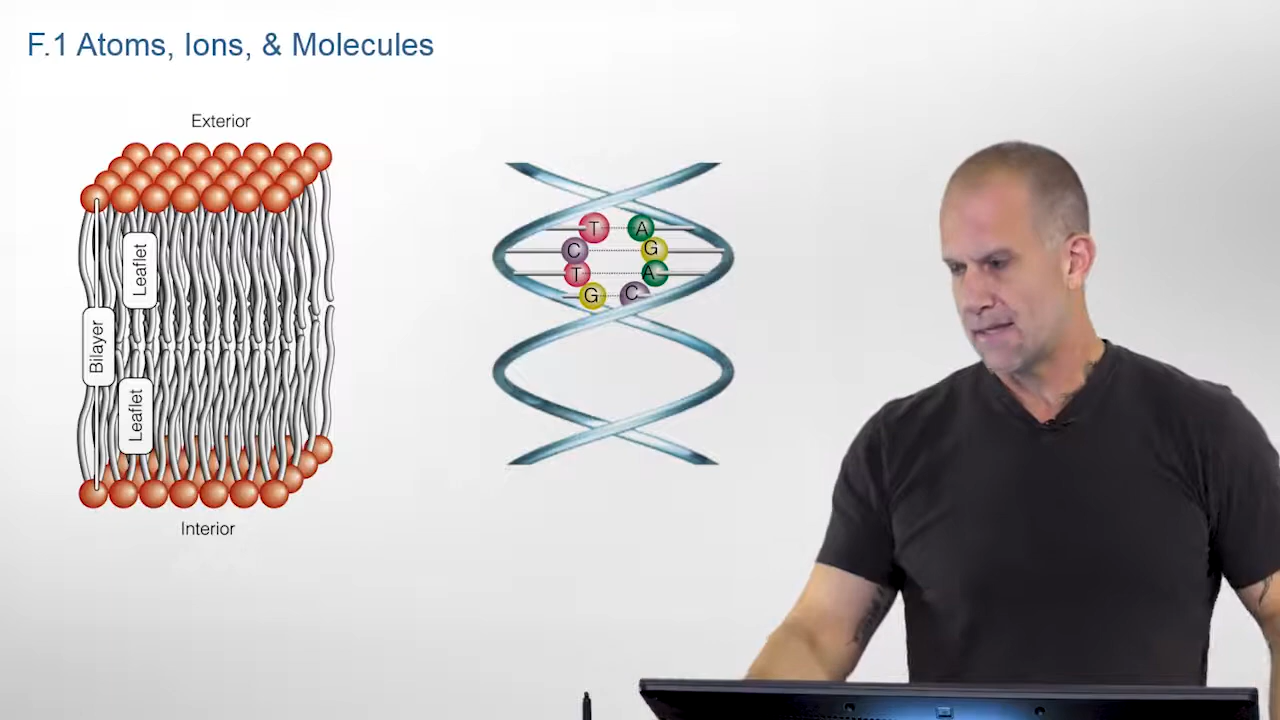 F.1 Atoms, Ions, & Molecules
Exterior
Leaflet
Bilayer
Leaflet
Interior
T A
C G
T A
G C